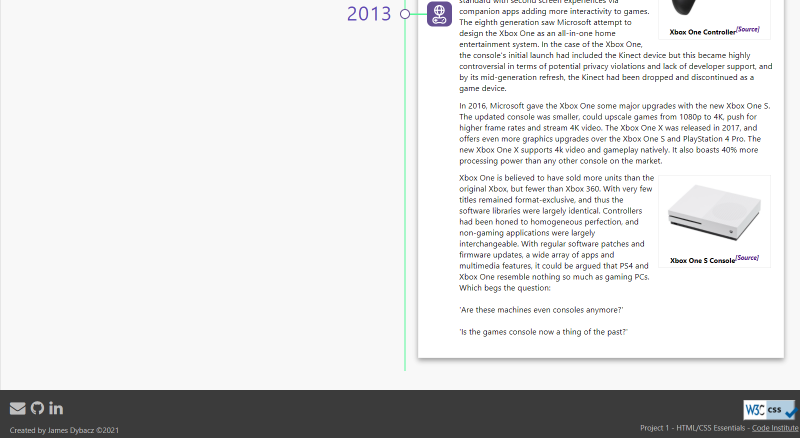 2013
standard with second screen experiences via
companion apps adding more interactivity to games.
The eighth generation saw Microsoft attempt to
design the Xbox One as an all-in-one home
entertainment system. In the case of the Xbox One,
the console's initial launch had included the Kinect device but this became highly
controversial in terms of potential privacy violations and lack of developer support, and
by its mid-generation refresh, the Kinect had been dropped and discontinued as a
game device.
Xbox One Controller[Source]
In 2016, Microsoft gave the Xbox One some major upgrades with the new Xbox One S.
The updated console was smaller, could upscale games from 1080p to 4K, push for
higher frame rates and stream 4K video. The Xbox One X was released in 2017, and
offers even more graphics upgrades over the Xbox One S and PlayStation 4 Pro. The
new Xbox One X supports 4k video and gameplay natively. It also boasts 40% more
processing power than any other console on the market.
Xbox One is believed to have sold more units than the
original Xbox, but fewer than Xbox 360. With very few
titles remained format-exclusive, and thus the
software libraries were largely identical. Controllers
had been honed to homogeneous perfection, and
non-gaming applications were largely
interchangeable. With regular software patches and
firmware updates, a wide array of apps and
multimedia features, it could be argued that PS4 and
Xbox One resemble nothing so much as gaming PCs.
Which begs the question:
Xbox One S Console[Source]
'Are these machines even consoles anymore?'
'Is the games console now a thing of the past?'
in
W3C css
Created by James Dybacz ©2021
Project 1 - HTML/CSS Essentials - Code Institute